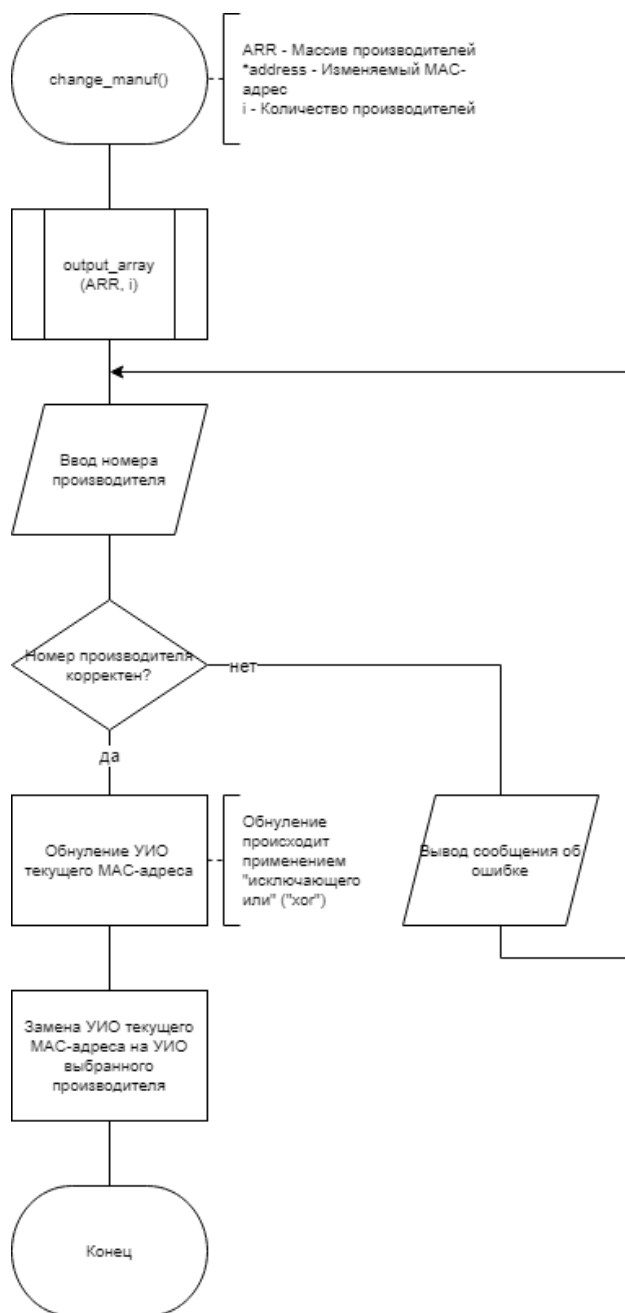 change_manuf()
ARR - Массив производителей
*address - Изменяемый MAC-
адрес
i - Количество производителей
output_array
(ARR, i)
Ввод номера
производителя
Номер производителя
корректен?
нет
да
Обнуление УИО
текущего MAC-адреса
Обнуление
происходит
применением
"исключающего
или" ("xor")
Вывод сообщения об
ошибке
Замена УИО текущего
MAC-адреса на УИО
выбранного
производителя
Конец